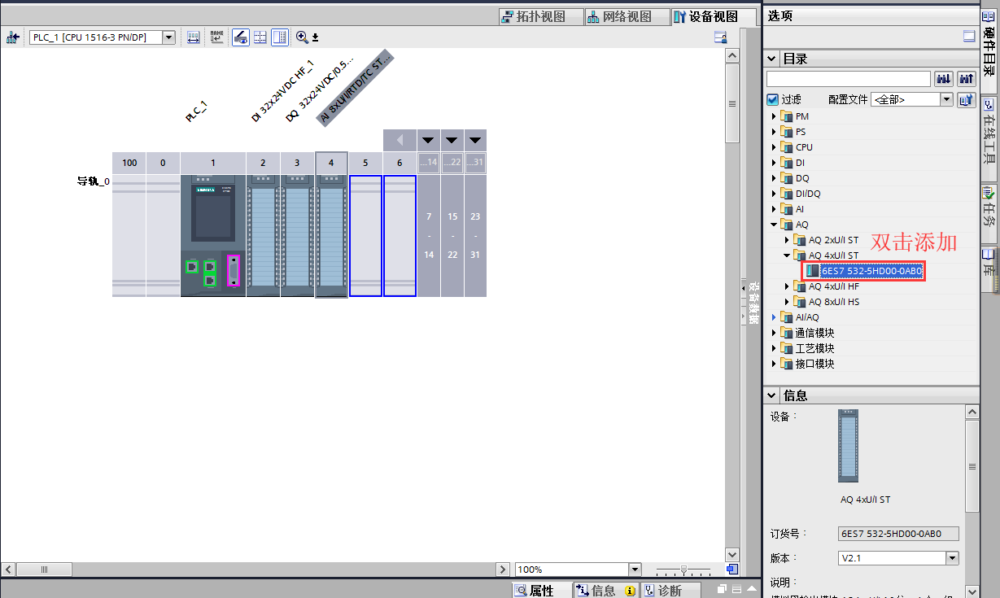 拓扑视图 网络视图 设备视图
PLC_1 [CPU 1516-3 PN/DP]
PLC_1
DI 32x24VDC HF_1
DQ 32x24VDC/0.5...
AI 8xU/I/RTD/TC ST...
100 0 1 2 3 4 5 6 ...14 ...22 ...31
导轨_0
SIEMENS
7 15 23
- - -
14 22 31
设备数据
100%
属性 信息 诊断
选项
目录
过滤 配置文件 <全部>
PM
PS
CPU
DI
DQ
DI/DQ
AI
AQ
AQ 2xU/I ST
双击添加
AQ 4xU/I ST
6ES7 532-5HD00-0AB0
AQ 4xU/I HF
AQ 8xU/I HS
AI/AQ
通信模块
工艺模块
接口模块
信息
设备：
AQ 4xU/I ST
订货号：
6ES7 532-5HD00-0AB0
版本：
V2.1
说明：
硬件目录
在线工具
任务
库